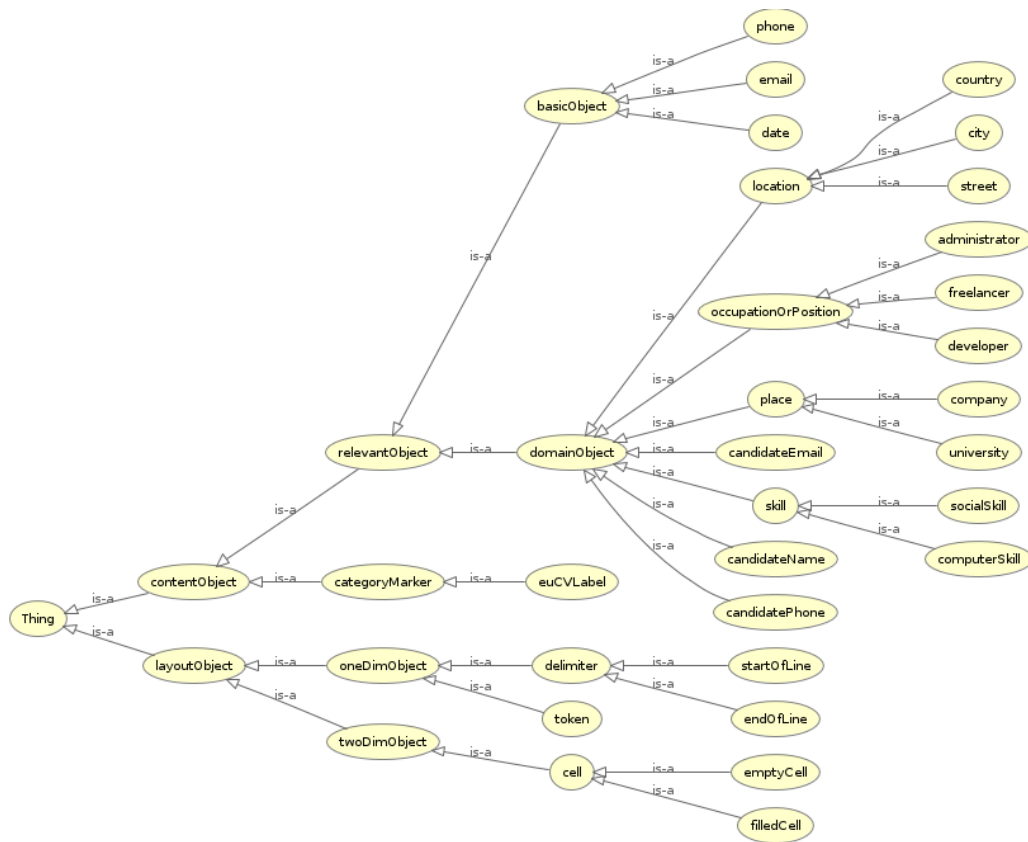 phone
is-a
email
country
is-a
basicObject
is-a
is-a
date
city
is-a
location
is-a
street
administrator
is-a
is-a
freelancer
is-a
occupationOrPosition
is-a
is-a
developer
is-a
place
is-a
company
is-a
is-a
relevantObject
is-a
domainObject
is-a
candidateEmail
university
is-a
skill
is-a
socialSkill
is-a
is-a
is-a
candidateName
computerSkill
is-a
contentObject
is-a
categoryMarker
is-a
euCVLabel
is-a
candidatePhone
Thing
is-a
layoutObject
is-a
oneDimObject
is-a
delimiter
is-a
startOfLine
is-a
is-a
is-a
token
endOfLine
twoDimObject
is-a
cell
is-a
emptyCell
is-a
filledCell